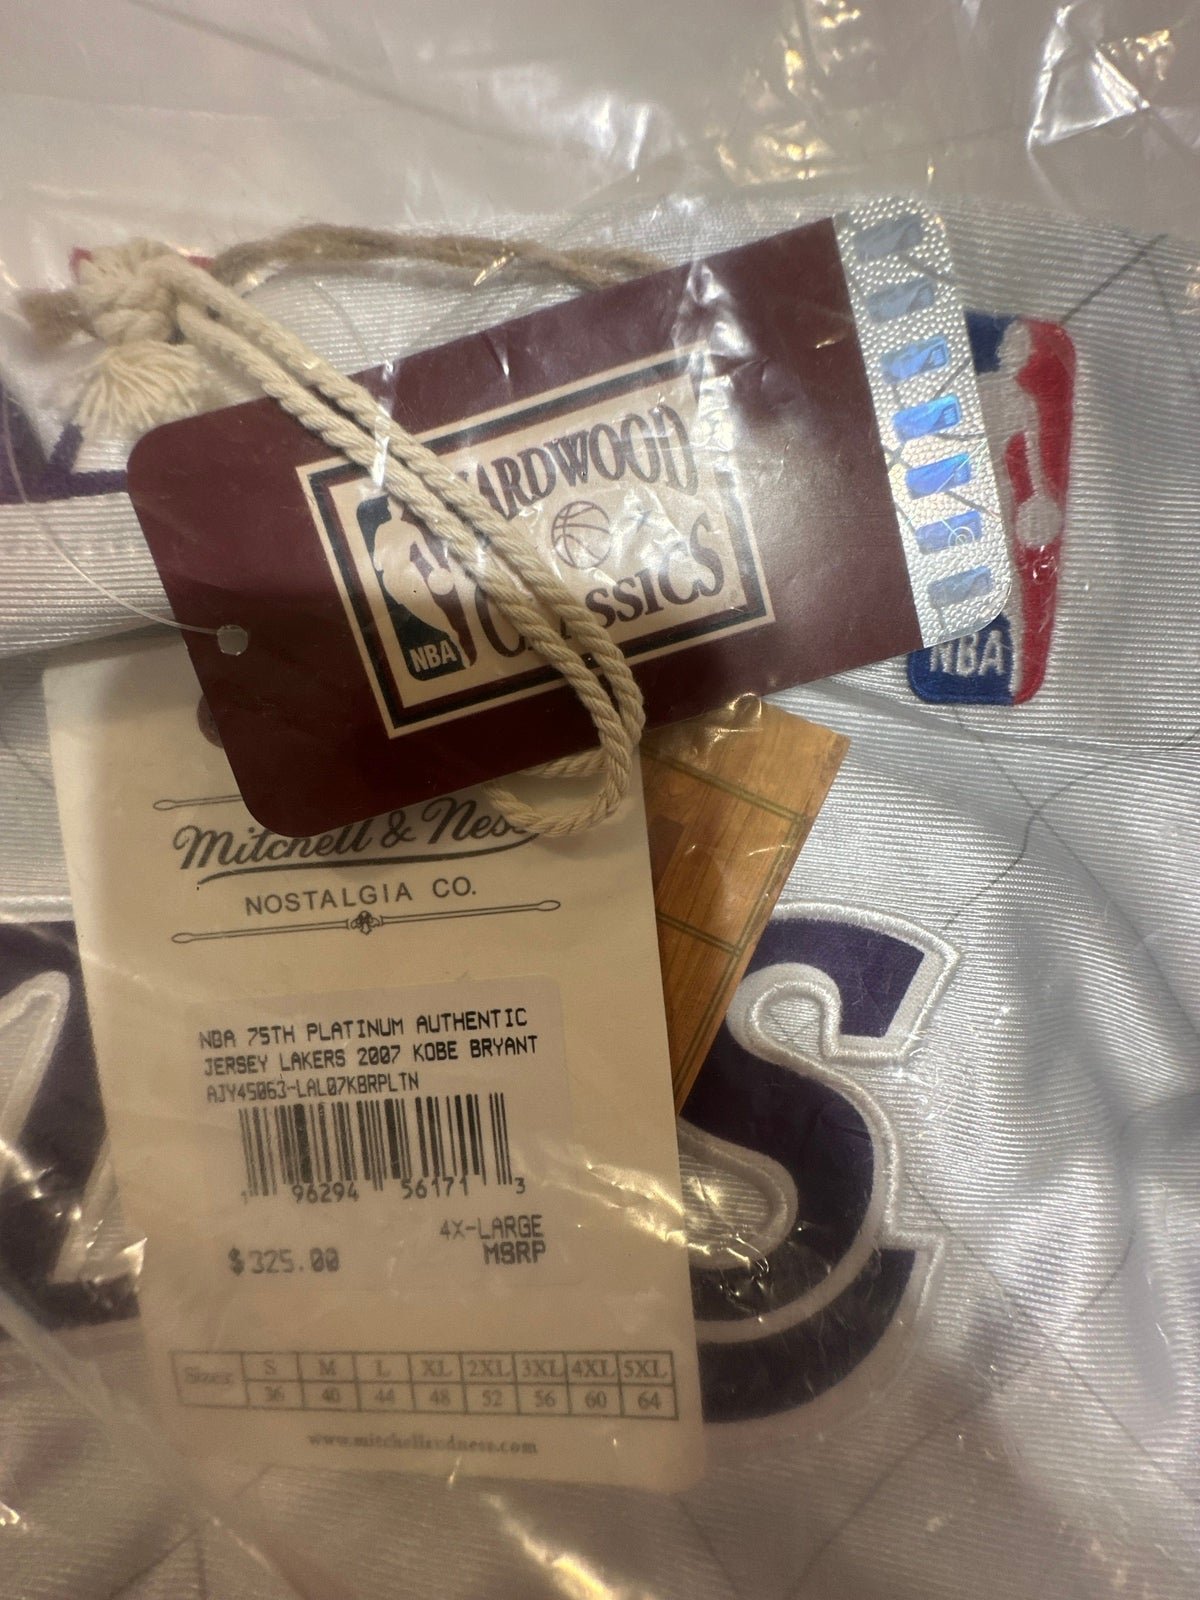 HARDWOOD
CLASSICS
NBA
NBA
Mitchell & Ness
NOSTALGIA CO.
NBA 75TH PLATINUM AUTHENTIC
JERSEY LAKERS 2007 KOBE BRYANT
AJY45063-LAL07KBRPLTN
1 96294 56171 3
4X-LARGE
$325.00 MSRP
Sizes: S M L XL 2XL 3XL 4XL 5XL
36 40 44 48 52 56 60 64
www.mitchellandness.com
S